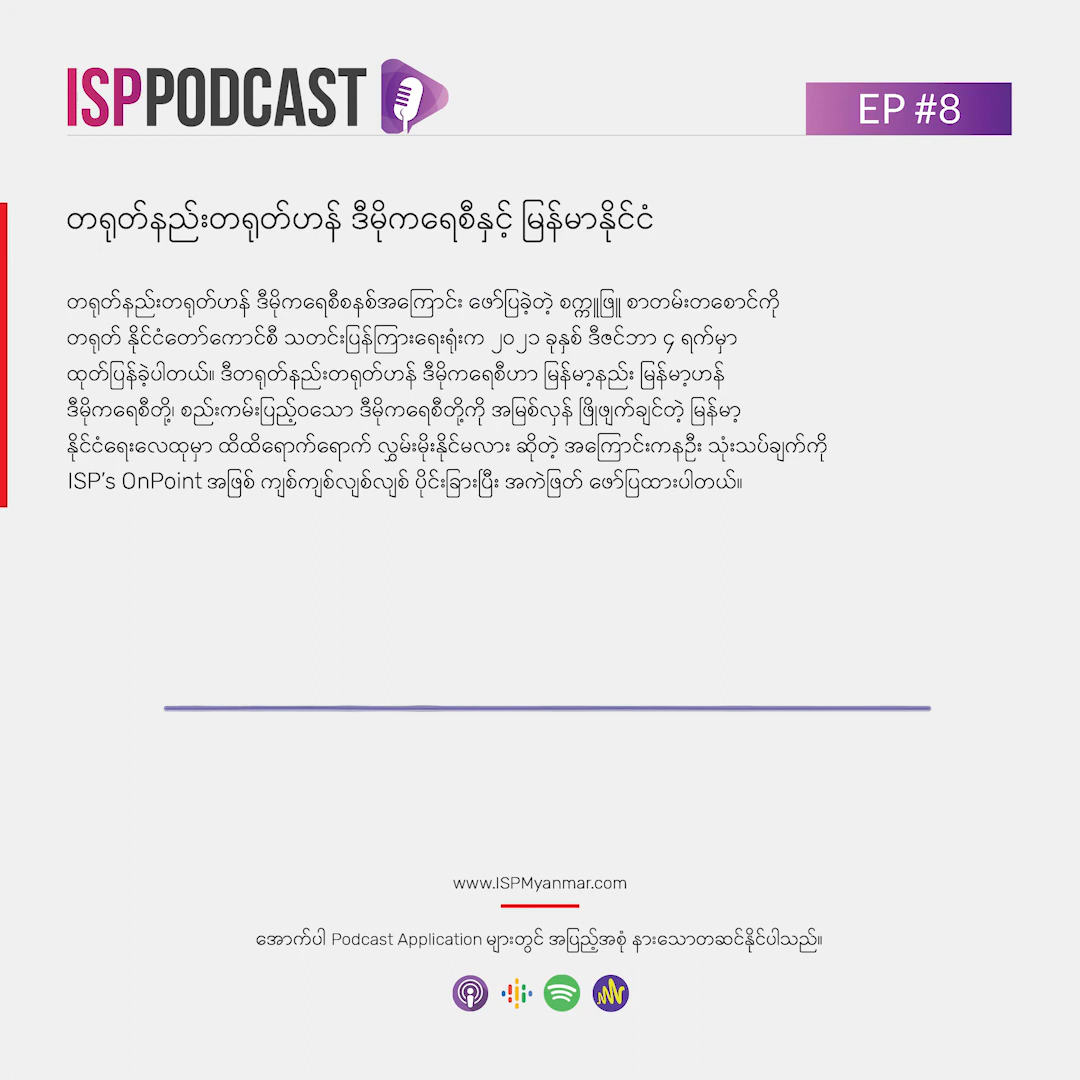 ISPPODCAST
EP #8
တရုတ်နည်းတရုတ်ဟန် ဒီမိုကရေစီနှင့် မြန်မာနိုင်ငံ
တရုတ်နည်းတရုတ်ဟန် ဒီမိုကရေစီစနစ်အကြောင်း ဖော်ပြခဲ့တဲ့ စက္ကူဖြူ စာတမ်းတစောင်ကို
တရုတ် နိုင်ငံတော်ကောင်စီ သတင်းပြန်ကြားရေးရုံးက ၂၀၂၁ ခုနှစ် ဒီဇင်ဘာ ၄ ရက်မှာ
ထုတ်ပြန်ခဲ့ပါတယ်။ ဒီတရုတ်နည်းတရုတ်ဟန် ဒီမိုကရေစီဟာ မြန်မာ့နည်း မြန်မာ့ဟန်
ဒီမိုကရေစီတို့၊ စည်းကမ်းပြည့်ဝသော ဒီမိုကရေစီတို့ကို အမြစ်လှန် ဖြိုဖျက်ချင်တဲ့ မြန်မာ့
နိုင်ငံရေးလေထုမှာ ထိထိရောက်ရောက် လွှမ်းမိုးနိုင်မလား ဆိုတဲ့ အကြောင်းကနဦး သုံးသပ်ချက်ကို
ISP's OnPoint အဖြစ် ကျစ်ကျစ်လျစ်လျစ် ပိုင်းခြားပြီး အကဲဖြတ် ဖော်ပြထားပါတယ်။
www.ISPMyanmar.com
အောက်ပါ Podcast Application များတွင် အပြည့်အစုံ နားသောတဆင်နိုင်ပါသည်။